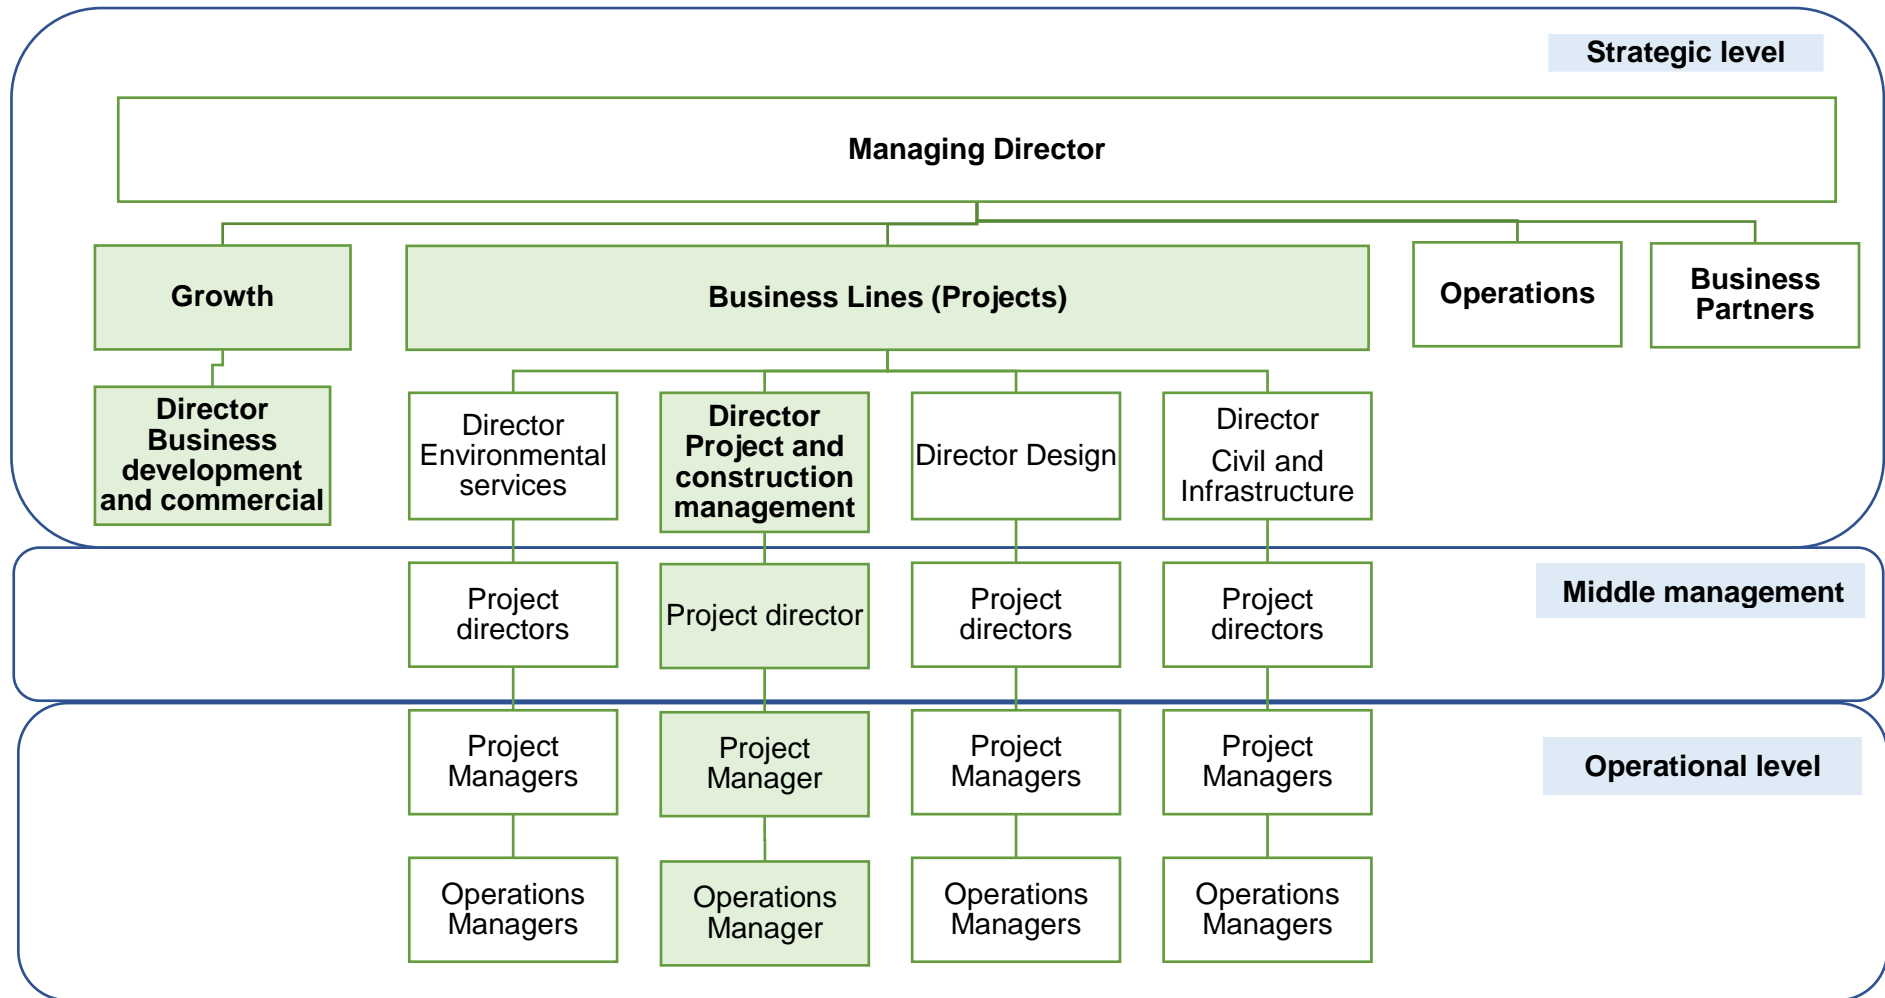 Strategic level
Managing Director
Growth
Business Lines (Projects)
Operations
Business
Partners
Director
Business
development
and commercial
Director
Environmental
services
Director
Project and
construction
management
Director Design
Director
Civil and
Infrastructure
Middle management
Project
directors
Project director
Project
directors
Project
directors
Operational level
Project
Managers
Project
Manager
Project
Managers
Project
Managers
Operations
Managers
Operations
Manager
Operations
Managers
Operations
Managers